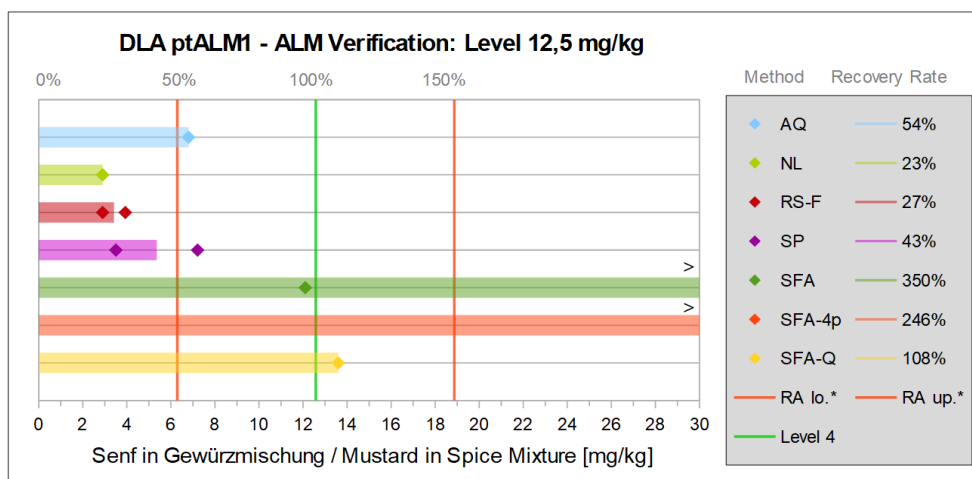 DLA ptALM1 - ALM Verification: Level 12,5 mg/kg
0% 50% 100% 150%
Method Recovery Rate
AQ 54%
NL 23%
RS-F 27%
SP 43%
>
SFA 350%
>
SFA-4p 246%
SFA-Q 108%
RA lo.* RA up.*
Level 4
0 2 4 6 8 10 12 14 16 18 20 22 24 26 28 30
Senf in Gewürzmischung / Mustard in Spice Mixture [mg/kg]